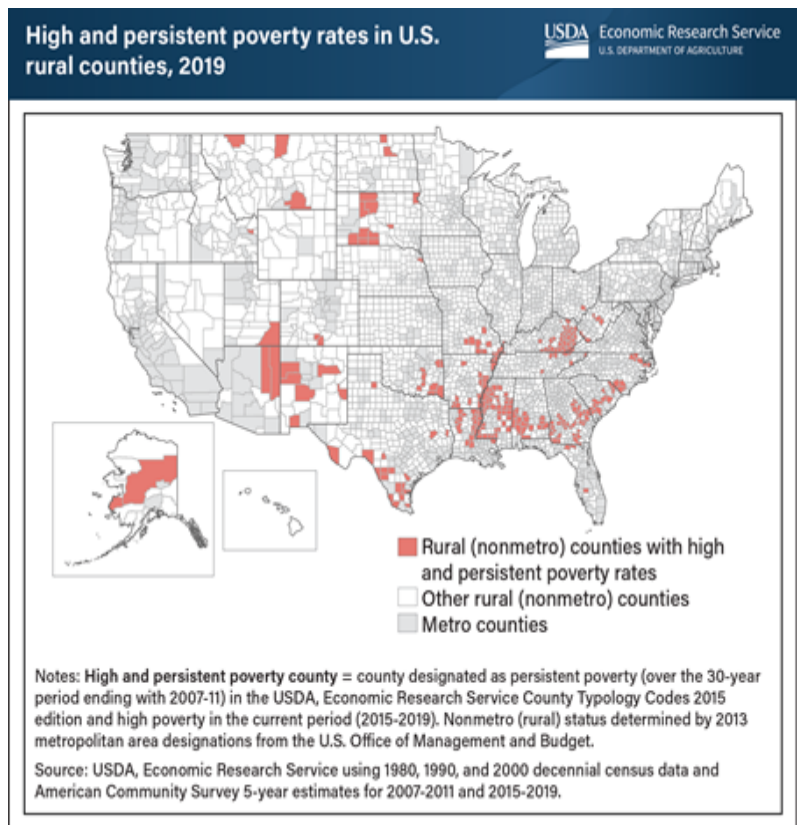 High and persistent poverty rates in U.S.
rural counties, 2019
USDA Economic Research Service
U.S. DEPARTMENT OF AGRICULTURE
Rural (nonmetro) counties with high
and persistent poverty rates
Other rural (nonmetro) counties
Metro counties
Notes: High and persistent poverty county = county designated as persistent poverty (over the 30-year
period ending with 2007-11) in the USDA, Economic Research Service County Typology Codes 2015
edition and high poverty in the current period (2015-2019). Nonmetro (rural) status determined by 2013
metropolitan area designations from the U.S. Office of Management and Budget.
Source: USDA, Economic Research Service using 1980, 1990, and 2000 decennial census data and
American Community Survey 5-year estimates for 2007-2011 and 2015-2019.